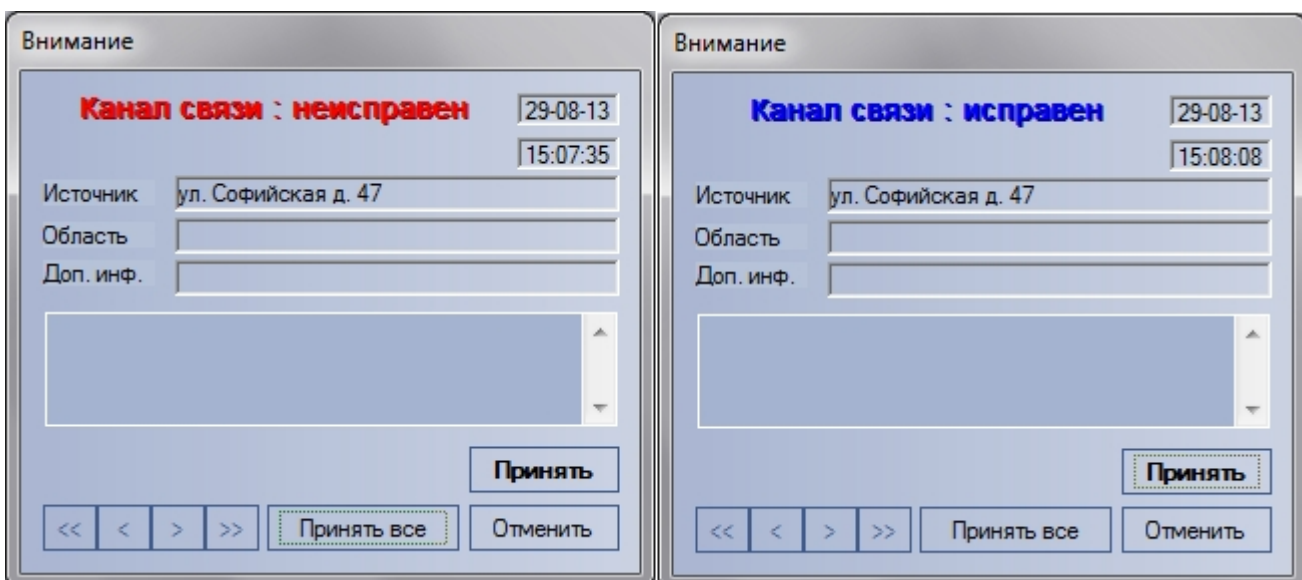 Внимание
Канал связи : неисправен
29-08-13
15:07:35
Источник ул. Софийская д. 47
Область
Доп. инф.
Принять
<< < > >> Принять все Отменить
Внимание
Канал связи : исправен
29-08-13
15:08:08
Источник ул. Софийская д. 47
Область
Доп. инф.
Принять
<< < > >> Принять все Отменить